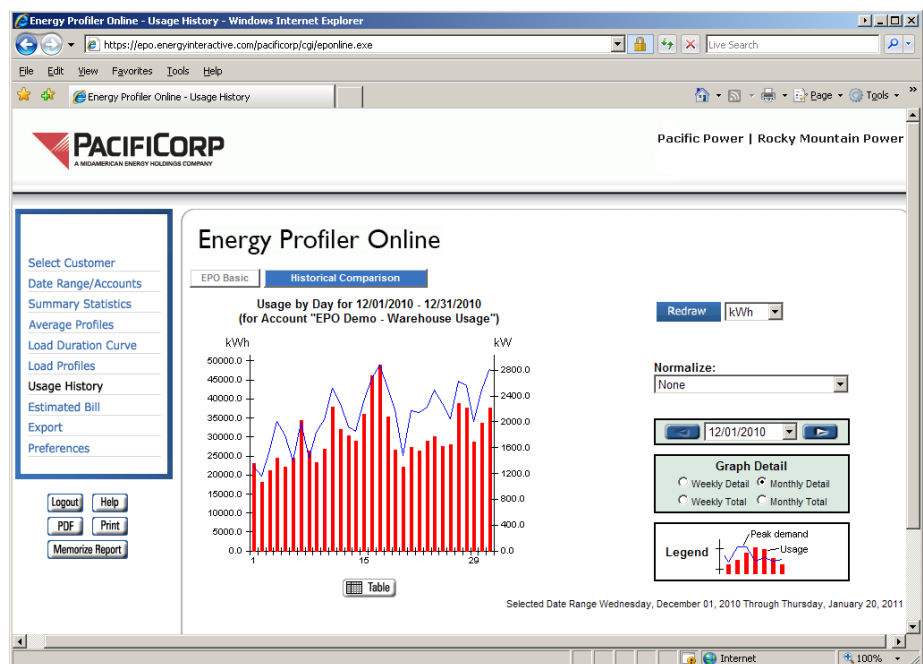 Energy Profiler Online - Usage History - Windows Internet Explorer
https://epo.energyinteractive.com/pacificorp/cgi/eponline.exe
Live Search
File Edit View Favorites Tools Help
Energy Profiler Online - Usage History
Page Tools »
PACIFICORP
A MIDAMERICAN ENERGY HOLDINGS COMPANY
Pacific Power | Rocky Mountain Power
Select Customer
Date Range/Accounts
Summary Statistics
Average Profiles
Load Duration Curve
Load Profiles
Usage History
Estimated Bill
Export
Preferences
Logout Help
PDF Print
Memorize Report
Energy Profiler Online
EPO Basic Historical Comparison
Usage by Day for 12/01/2010 - 12/31/2010
(for Account "EPO Demo - Warehouse Usage")
kWh kW
50000.0
45000.0
40000.0
35000.0
30000.0
25000.0
20000.0
15000.0
10000.0
5000.0
0.0
2800.0
2400.0
2000.0
1600.0
1200.0
800.0
400.0
0.0
1 15 29
Table
Redraw kWh
Normalize:
None
12/01/2010
Graph Detail
Weekly Detail Monthly Detail
Weekly Total Monthly Total
Legend
Peak demand
Usage
Selected Date Range Wednesday, December 01, 2010 Through Thursday, January 20, 2011
Internet 100%